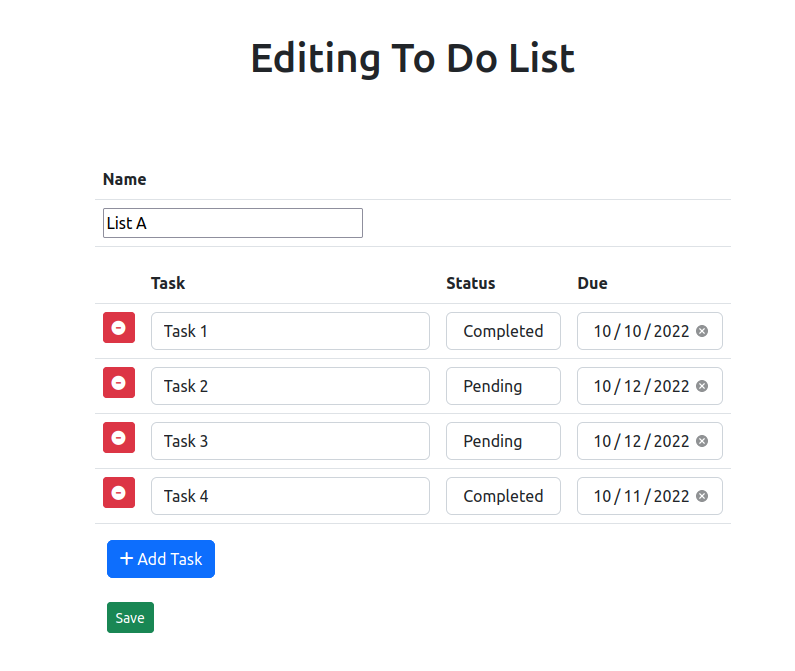 Editing To Do List
Name
List A
Task Status Due
Task 1 Completed 10/10/2022
Task 2 Pending 10/12/2022
Task 3 Pending 10/12/2022
Task 4 Completed 10/11/2022
+ Add Task
Save